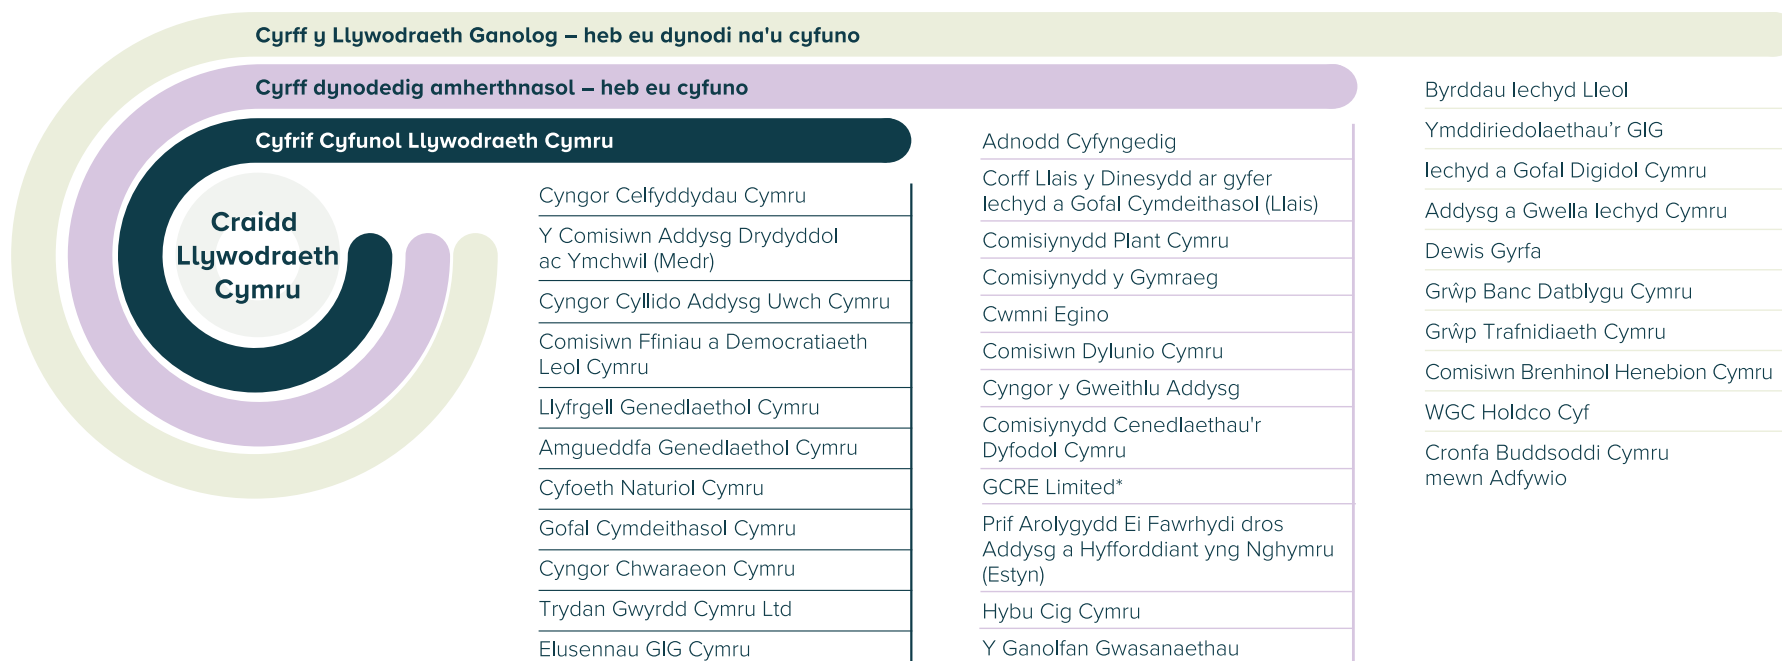 Cyrff y Llywodraeth Ganolog – heb eu dynodi na'u cyfuno
Cyrff dynodedig amherthnasol – heb eu cyfuno
Cyfrif Cyfunol Llywodraeth Cymru
Craidd
Llywodraeth
Cymru
Cyngor Celfyddydau Cymru
Y Comisiwn Addysg Drydyddol
ac Ymchwil (Medr)
Cyngor Cyllido Addysg Uwch Cymru
Comisiwn Ffiniau a Democratiaeth
Leol Cymru
Llyfrgell Genedlaethol Cymru
Amgueddfa Genedlaethol Cymru
Cyfoeth Naturiol Cymru
Gofal Cymdeithasol Cymru
Cyngor Chwaraeon Cymru
Trydan Gwyrdd Cymru Ltd
Elusennau GIG Cymru
Adnodd Cyfyngedig
Corff Llais y Dinesydd ar gyfer
Iechyd a Gofal Cymdeithasol (Llais)
Comisiynydd Plant Cymru
Comisiynydd y Gymraeg
Cwmni Egino
Comisiwn Dylunio Cymru
Cyngor y Gweithlu Addysg
Comisiynydd Cenedlaethau'r
Dyfodol Cymru
GCRE Limited*
Prif Arolygydd Ei Fawrhydi dros
Addysg a Hyfforddiant yng Nghymru
(Estyn)
Hybu Cig Cymru
Y Ganolfan Gwasanaethau
Byrddau Iechyd Lleol
Ymddiriedolaethau’r GIG
Iechyd a Gofal Digidol Cymru
Addysg a Gwella Iechyd Cymru
Dewis Gyrfa
Grŵp Banc Datblygu Cymru
Grŵp Trafnidiaeth Cymru
Comisiwn Brenhinol Henebion Cymru
WGC Holdco Cyf
Cronfa Buddsoddi Cymru
mewn Adfywio